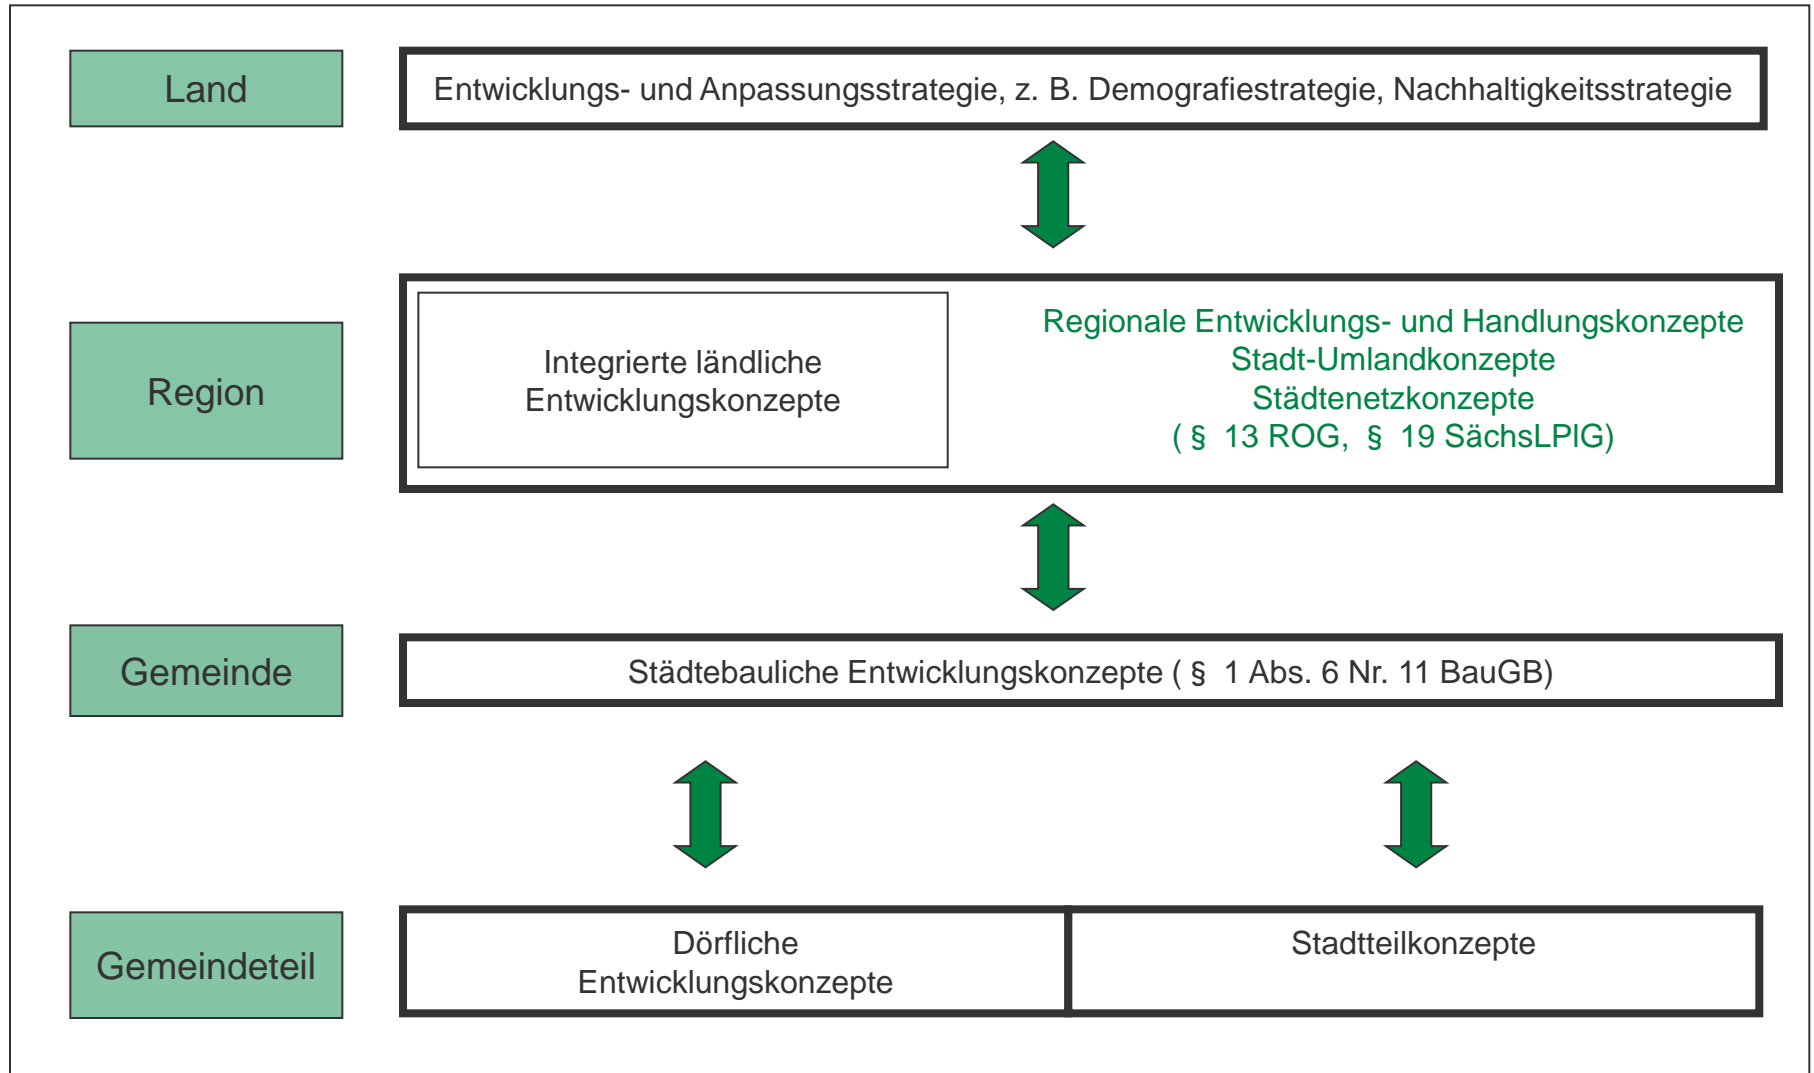 Land
Entwicklungs- und Anpassungsstrategie, z. B. Demografiestrategie, Nachhaltigkeitsstrategie
Region
Integrierte ländliche
Entwicklungskonzepte
Regionale Entwicklungs- und Handlungskonzepte
Stadt-Umlandkonzepte
Städtenetzkonzepte
( § 13 ROG, § 19 SächsLPlG)
Gemeinde
Städtebauliche Entwicklungskonzepte ( § 1 Abs. 6 Nr. 11 BauGB)
Gemeindeteil
Dörfliche
Entwicklungskonzepte
Stadtteilkonzepte